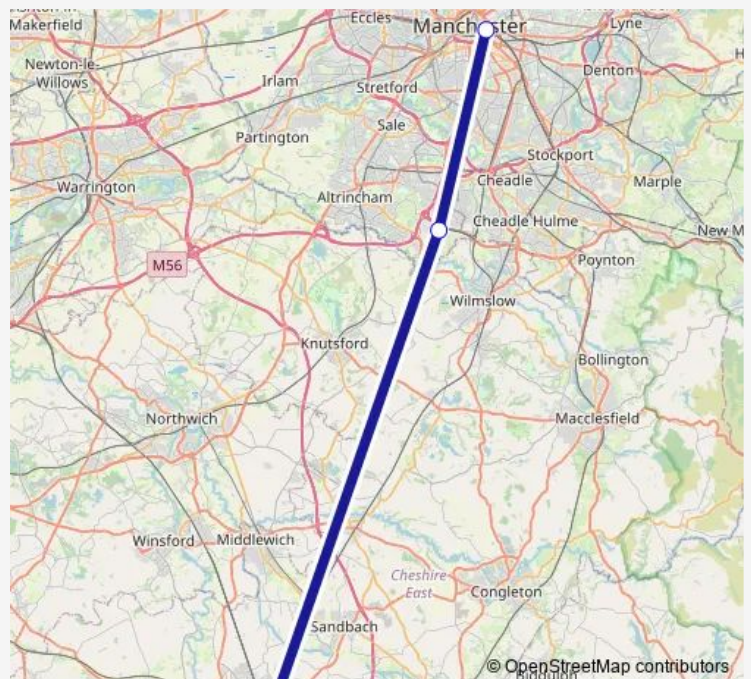 Makerfield
Eccles
Manchester
Lyne
Newton-le-
Willows
Irlam
Stretford
Denton
Partington
Sale
Stockport
Warrington
Altrincham
Cheadle
Marple
Cheadle Hulme
New M
M56
Poynton
Wilmslow
Knutsford
Bollington
Northwich
Macclesfield
Winsford
Middlewich
Cheshire
East
Congleton
Sandbach
© OpenStreetMap contributors